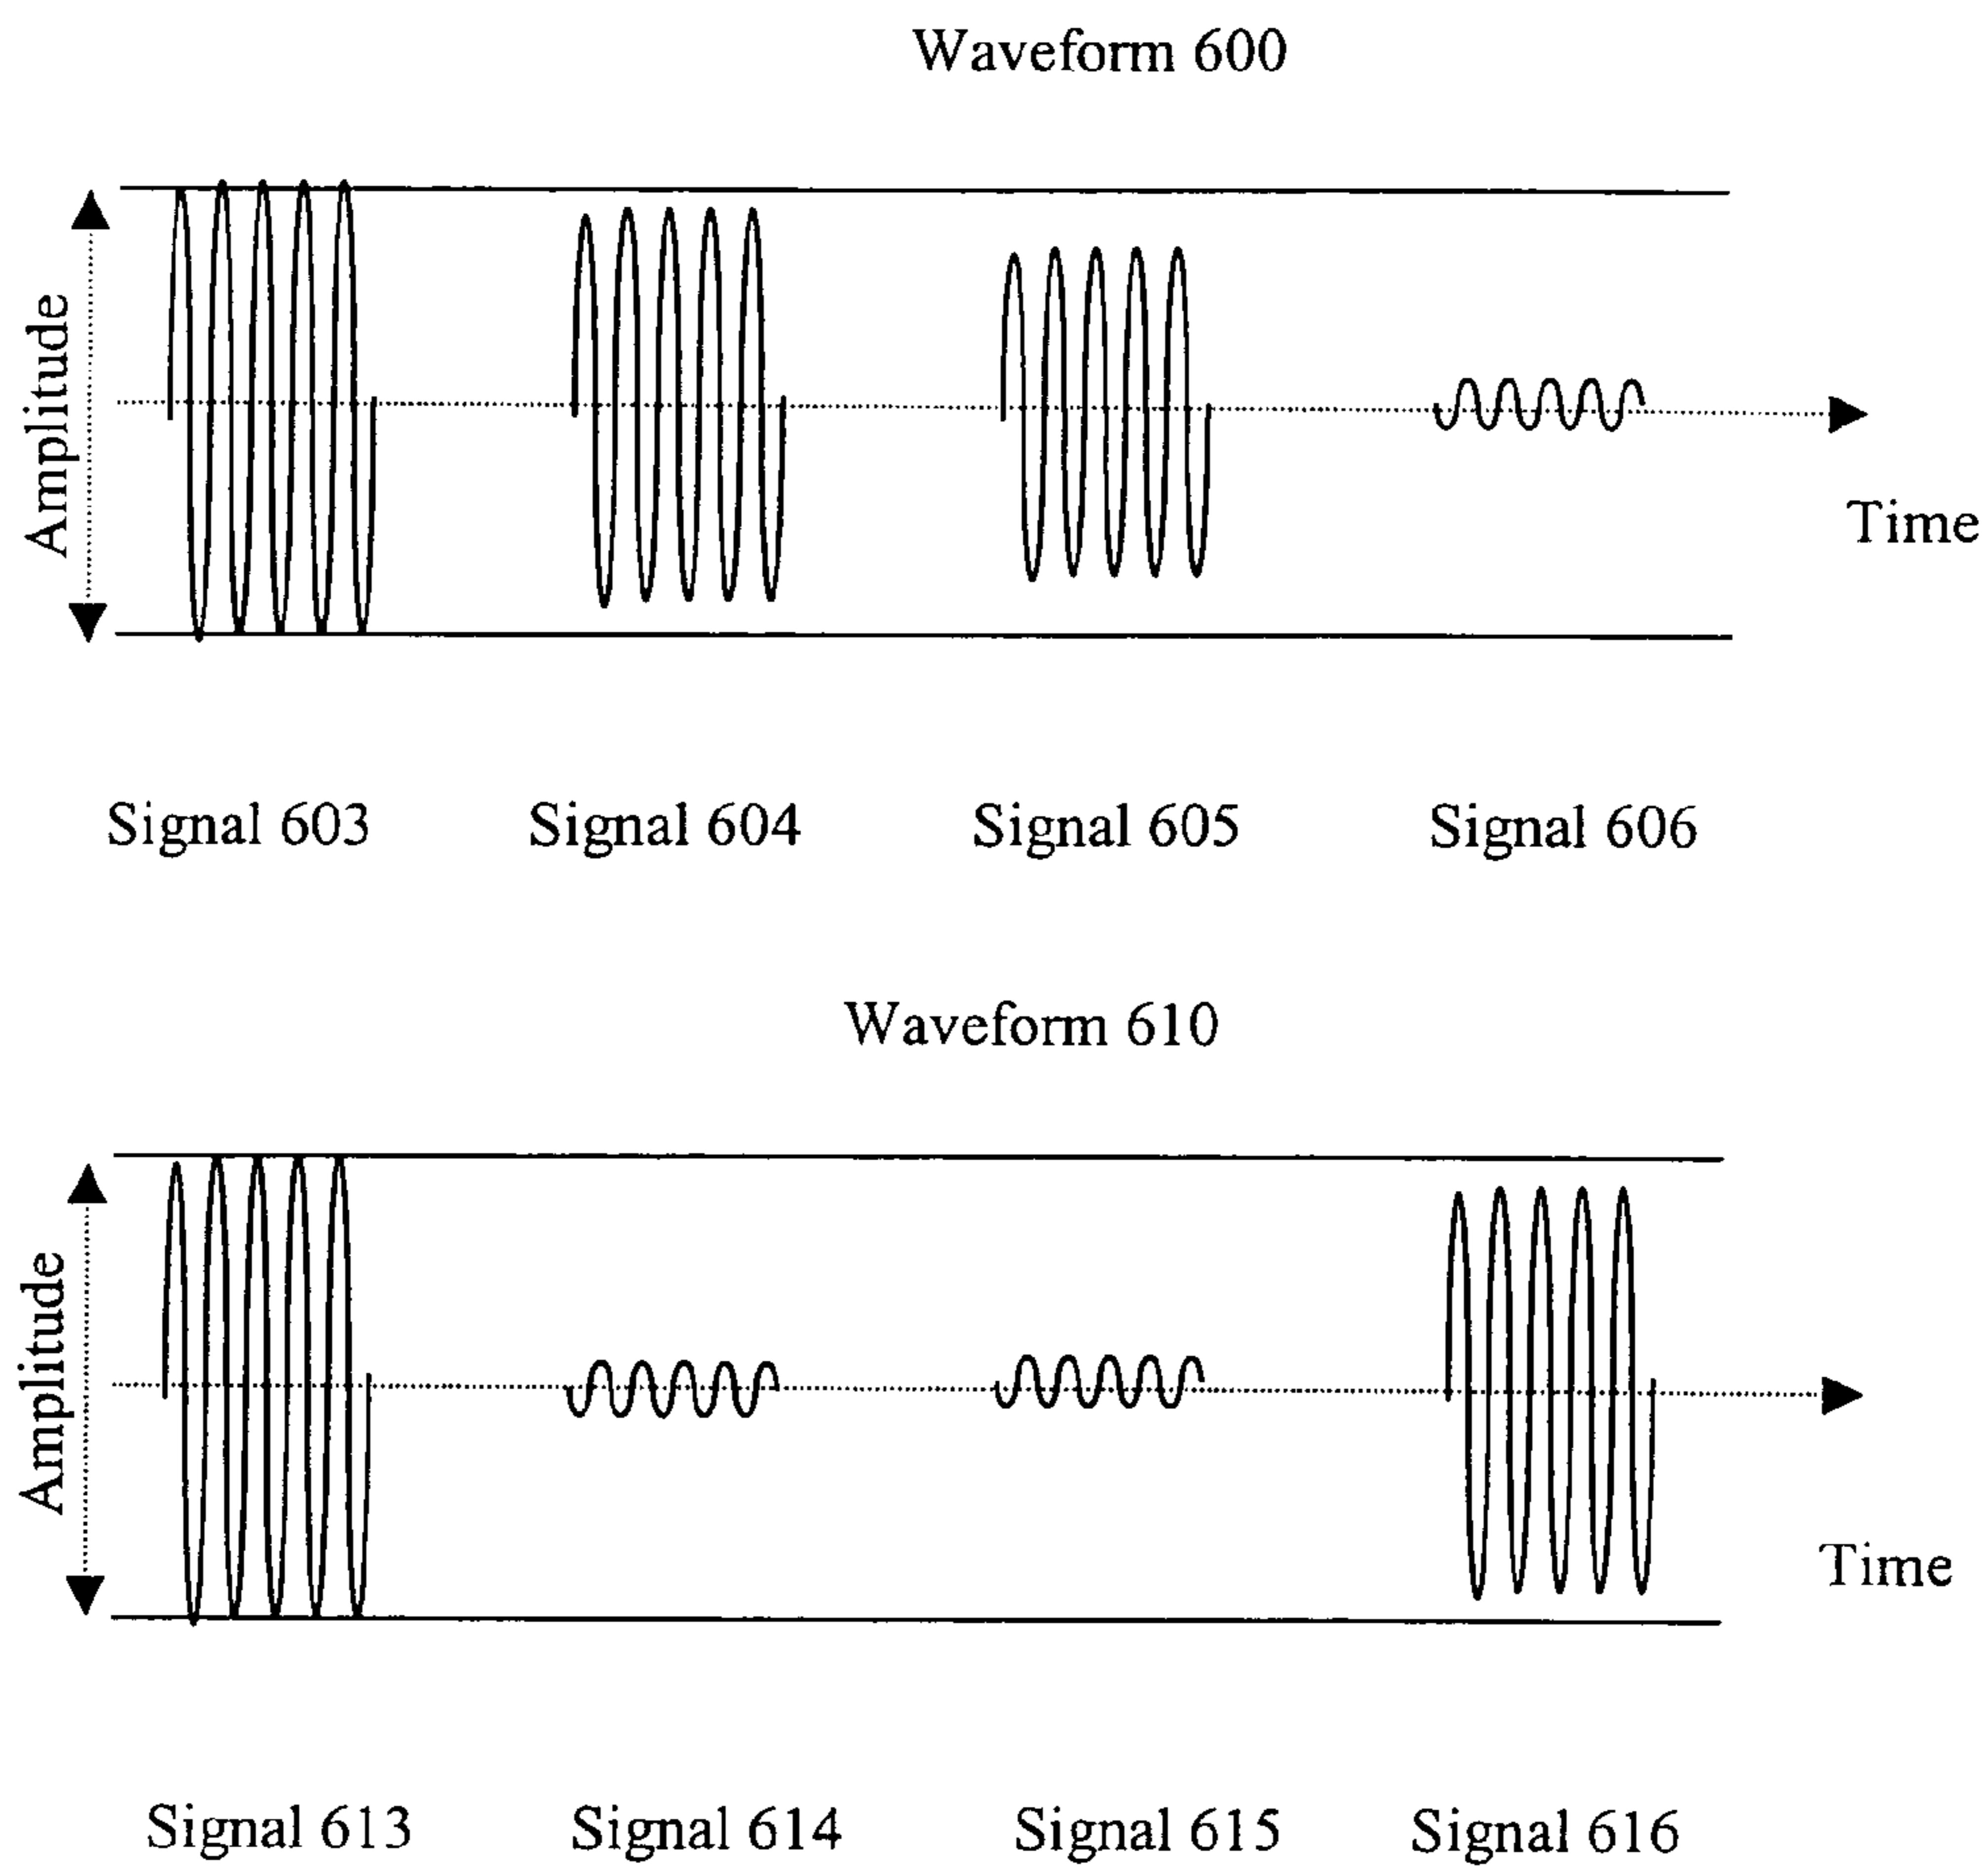 Waveform 600
Amplitude
Time
Signal 603 Signal 604 Signal 605 Signal 606
Waveform 610
Amplitude
Time
Signal 613 Signal 614 Signal 615 Signal 616